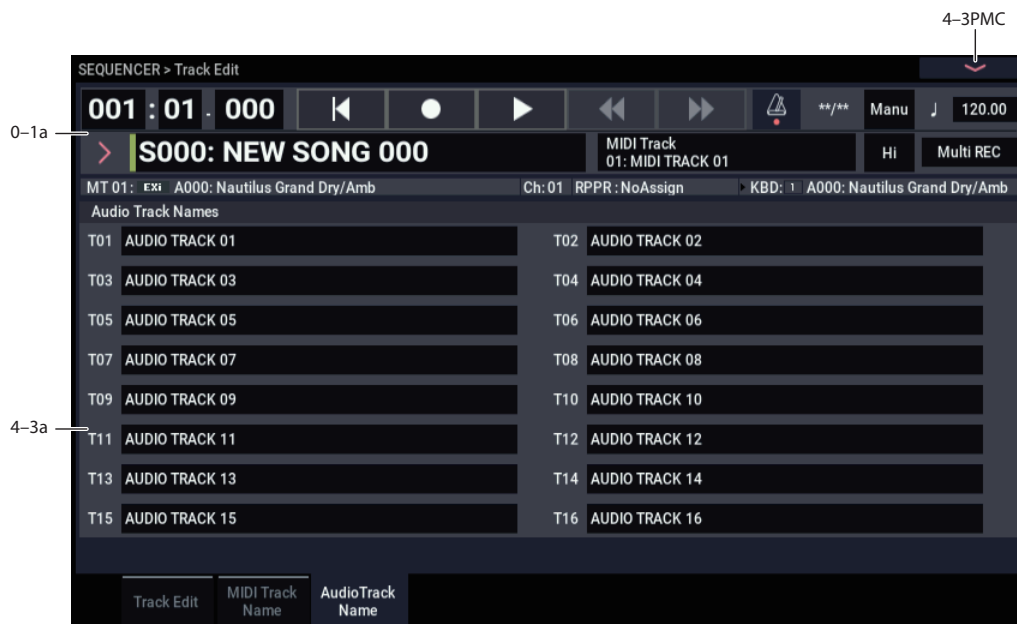 4–3PMC
SEQUENCER > Track Edit
001 : 01 . 000 **/** Manu ♩ 120.00
0–1a
S000: NEW SONG 000
MIDI Track
01: MIDI TRACK 01
Hi
Multi REC
MT 01: EXi A000: Nautilus Grand Dry/Amb Ch: 01 RPPR : NoAssign KBD: 1 A000: Nautilus Grand Dry/Amb
Audio Track Names
T01 AUDIO TRACK 01 T02 AUDIO TRACK 02
T03 AUDIO TRACK 03 T04 AUDIO TRACK 04
T05 AUDIO TRACK 05 T06 AUDIO TRACK 06
T07 AUDIO TRACK 07 T08 AUDIO TRACK 08
T09 AUDIO TRACK 09 T10 AUDIO TRACK 10
4–3a
T11 AUDIO TRACK 11 T12 AUDIO TRACK 12
T13 AUDIO TRACK 13 T14 AUDIO TRACK 14
T15 AUDIO TRACK 15 T16 AUDIO TRACK 16
Track Edit
MIDI Track
Name
AudioTrack
Name